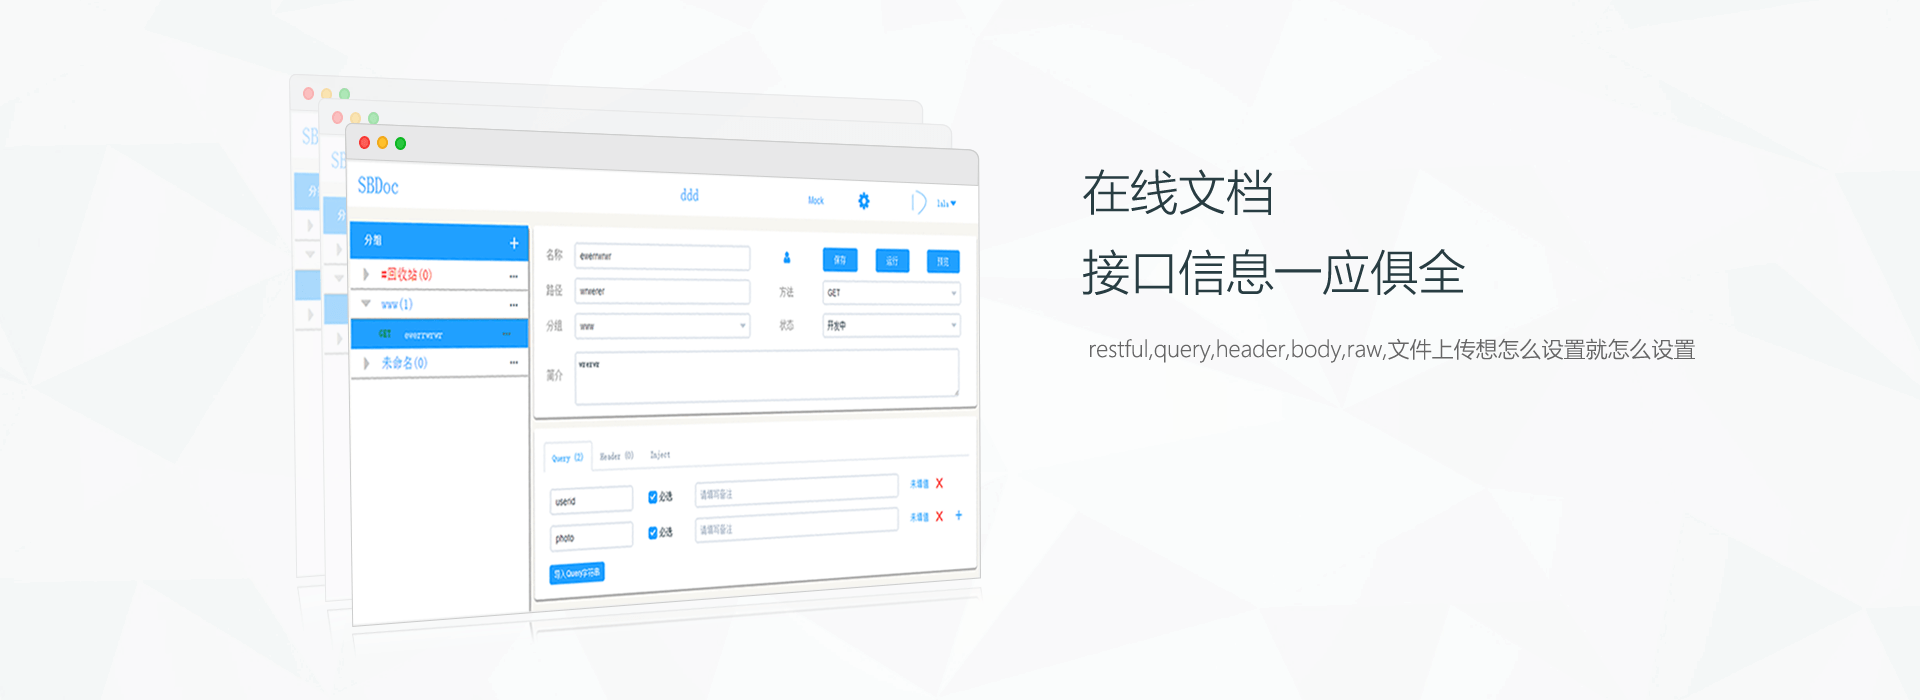 SB
SB
分
分
SBDoc
ddd
Mock
lala
分组
+
#回收站(0)
www(1)
GET
未命名(0)
名称
保存
运行
预览
路径
方法
GET
分组
www
状态
开发中
简介
Query (2)
Header (0)
Inject
userid
必选
请填写备注
未填值
X
photo
必选
请填写备注
未填值
X
+
导入Query字符串
在线文档
接口信息一应俱全
restful,query,header,body,raw,文件上传想怎么设置就怎么设置